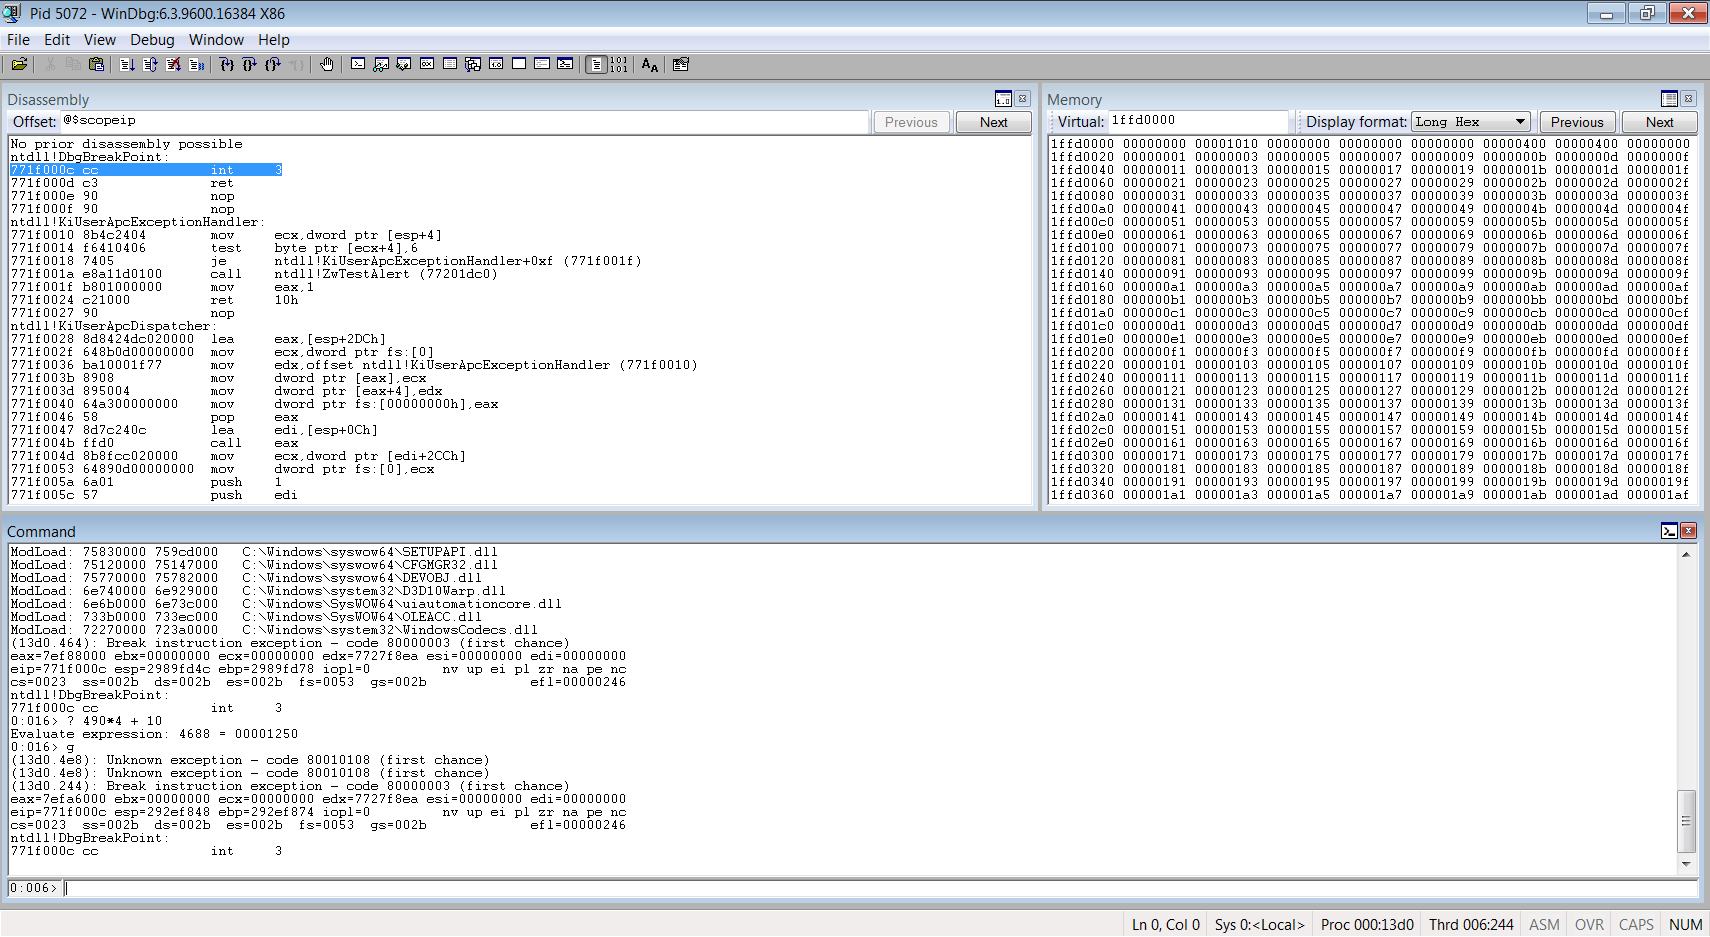 Pid 5072 - WinDbg:6.3.9600.16384 X86
File Edit View Debug Window Help
Disassembly
Offset: @$scopeip Previous Next
No prior disassembly possible
ntdll!DbgBreakPoint:
771f000c cc int 3
771f000d c3 ret
771f000e 90 nop
771f000f 90 nop
ntdll!KiUserApcExceptionHandler:
771f0010 8b4c2404 mov ecx,dword ptr [esp+4]
771f0014 f6410406 test byte ptr [ecx+4],6
771f0018 7405 je ntdll!KiUserApcExceptionHandler+0xf (771f001f)
771f001a e8a11d0100 call ntdll!ZwTestAlert (77201dc0)
771f001f b801000000 mov eax,1
771f0024 c21000 ret 10h
771f0027 90 nop
ntdll!KiUserApcDispatcher:
771f0028 8d8424dc020000 lea eax,[esp+2DCh]
771f002f 648b0d00000000 mov ecx,dword ptr fs:[0]
771f0036 ba10001f77 mov edx,offset ntdll!KiUserApcExceptionHandler (771f0010)
771f003b 8908 mov dword ptr [eax],ecx
771f003d 895004 mov dword ptr [eax+4],edx
771f0040 64a300000000 mov dword ptr fs:[00000000h],eax
771f0046 58 pop eax
771f0047 8d7c240c lea edi,[esp+0Ch]
771f004b ffd0 call eax
771f004d 8b8fcc020000 mov ecx,dword ptr [edi+2CCh]
771f0053 64890d00000000 mov dword ptr fs:[0],ecx
771f005a 6a01 push 1
771f005c 57 push edi
Memory
Virtual: 1ffd0000 Display format: Long Hex Previous Next
1ffd0000 00000000 00001010 00000000 00000000 00000000 00000400 00000400 00000000
1ffd0020 00000001 00000003 00000005 00000007 00000009 0000000b 0000000d 0000000f
1ffd0040 00000011 00000013 00000015 00000017 00000019 0000001b 0000001d 0000001f
1ffd0060 00000021 00000023 00000025 00000027 00000029 0000002b 0000002d 0000002f
1ffd0080 00000031 00000033 00000035 00000037 00000039 0000003b 0000003d 0000003f
1ffd00a0 00000041 00000043 00000045 00000047 00000049 0000004b 0000004d 0000004f
1ffd00c0 00000051 00000053 00000055 00000057 00000059 0000005b 0000005d 0000005f
1ffd00e0 00000061 00000063 00000065 00000067 00000069 0000006b 0000006d 0000006f
1ffd0100 00000071 00000073 00000075 00000077 00000079 0000007b 0000007d 0000007f
1ffd0120 00000081 00000083 00000085 00000087 00000089 0000008b 0000008d 0000008f
1ffd0140 00000091 00000093 00000095 00000097 00000099 0000009b 0000009d 0000009f
1ffd0160 000000a1 000000a3 000000a5 000000a7 000000a9 000000ab 000000ad 000000af
1ffd0180 000000b1 000000b3 000000b5 000000b7 000000b9 000000bb 000000bd 000000bf
1ffd01a0 000000c1 000000c3 000000c5 000000c7 000000c9 000000cb 000000cd 000000cf
1ffd01c0 000000d1 000000d3 000000d5 000000d7 000000d9 000000db 000000dd 000000df
1ffd01e0 000000e1 000000e3 000000e5 000000e7 000000e9 000000eb 000000ed 000000ef
1ffd0200 000000f1 000000f3 000000f5 000000f7 000000f9 000000fb 000000fd 000000ff
1ffd0220 00000101 00000103 00000105 00000107 00000109 0000010b 0000010d 0000010f
1ffd0240 00000111 00000113 00000115 00000117 00000119 0000011b 0000011d 0000011f
1ffd0260 00000121 00000123 00000125 00000127 00000129 0000012b 0000012d 0000012f
1ffd0280 00000131 00000133 00000135 00000137 00000139 0000013b 0000013d 0000013f
1ffd02a0 00000141 00000143 00000145 00000147 00000149 0000014b 0000014d 0000014f
1ffd02c0 00000151 00000153 00000155 00000157 00000159 0000015b 0000015d 0000015f
1ffd02e0 00000161 00000163 00000165 00000167 00000169 0000016b 0000016d 0000016f
1ffd0300 00000171 00000173 00000175 00000177 00000179 0000017b 0000017d 0000017f
1ffd0320 00000181 00000183 00000185 00000187 00000189 0000018b 0000018d 0000018f
1ffd0340 00000191 00000193 00000195 00000197 00000199 0000019b 0000019d 0000019f
1ffd0360 000001a1 000001a3 000001a5 000001a7 000001a9 000001ab 000001ad 000001af
Command
ModLoad: 75830000 759cd000 C:\Windows\syswow64\SETUPAPI.dll
ModLoad: 75120000 75147000 C:\Windows\syswow64\CFGMGR32.dll
ModLoad: 75770000 75782000 C:\Windows\syswow64\DEVOBJ.dll
ModLoad: 6e740000 6e929000 C:\Windows\system32\D3D10Warp.dll
ModLoad: 6e6b0000 6e73c000 C:\Windows\SysWOW64\uiautomationcore.dll
ModLoad: 733b0000 733ec000 C:\Windows\SysWOW64\OLEACC.dll
ModLoad: 72270000 723a0000 C:\Windows\system32\WindowsCodecs.dll
(13d0.464): Break instruction exception - code 80000003 (first chance)
eax=7ef88000 ebx=00000000 ecx=00000000 edx=7727f8ea esi=00000000 edi=00000000
eip=771f000c esp=2989fd4c ebp=2989fd78 iopl=0 nv up ei pl zr na pe nc
cs=0023 ss=002b ds=002b es=002b fs=0053 gs=002b efl=00000246
ntdll!DbgBreakPoint:
771f000c cc int 3
0:016> ? 490*4 + 10
Evaluate expression: 4688 = 00001250
0:016> g
(13d0.4e8): Unknown exception - code 80010108 (first chance)
(13d0.4e8): Unknown exception - code 80010108 (first chance)
(13d0.244): Break instruction exception - code 80000003 (first chance)
eax=7efa6000 ebx=00000000 ecx=00000000 edx=7727f8ea esi=00000000 edi=00000000
eip=771f000c esp=292ef848 ebp=292ef874 iopl=0 nv up ei pl zr na pe nc
cs=0023 ss=002b ds=002b es=002b fs=0053 gs=002b efl=00000246
ntdll!DbgBreakPoint:
771f000c cc int 3
0:006>
Ln 0, Col 0 Sys 0:<Local> Proc 000:13d0 Thrd 006:244 ASM OVR CAPS NUM